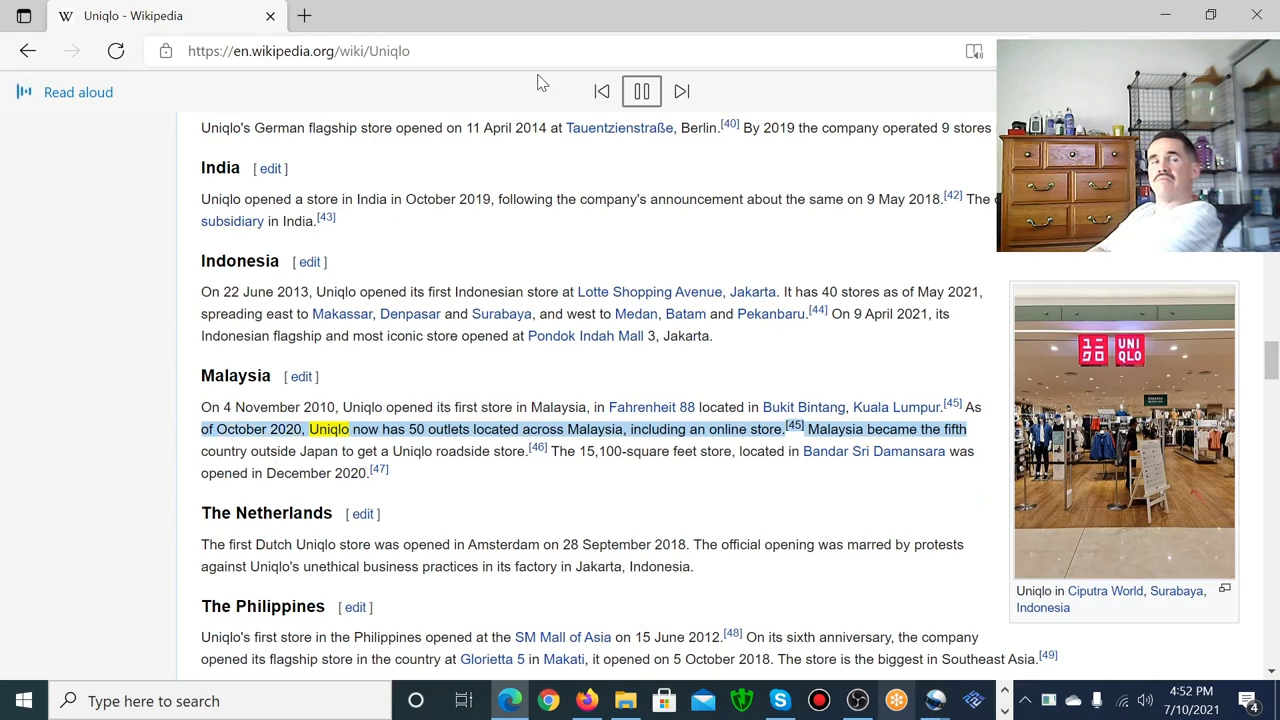 Uniqlo - Wikipedia
https://en.wikipedia.org/wiki/Uniqlo
Read aloud
Uniqlo's German flagship store opened on 11 April 2014 at Tauentzienstraße, Berlin.[40] By 2019 the company operated 9 stores
India [ edit ]
Uniqlo opened a store in India in October 2019, following the company's announcement about the same on 9 May 2018.[42] The
subsidiary in India.[43]
Indonesia [ edit ]
On 22 June 2013, Uniqlo opened its first Indonesian store at Lotte Shopping Avenue, Jakarta. It has 40 stores as of May 2021,
spreading east to Makassar, Denpasar and Surabaya, and west to Medan, Batam and Pekanbaru.[44] On 9 April 2021, its
Indonesian flagship and most iconic store opened at Pondok Indah Mall 3, Jakarta.
Malaysia [ edit ]
On 4 November 2010, Uniqlo opened its first store in Malaysia, in Fahrenheit 88 located in Bukit Bintang, Kuala Lumpur.[45] As
of October 2020, Uniqlo now has 50 outlets located across Malaysia, including an online store.[45] Malaysia became the fifth
country outside Japan to get a Uniqlo roadside store.[46] The 15,100-square feet store, located in Bandar Sri Damansara was
opened in December 2020.[47]
ユニ
クロ
UNI
QLO
Uniqlo in Ciputra World, Surabaya,
Indonesia
The Netherlands [ edit ]
The first Dutch Uniqlo store was opened in Amsterdam on 28 September 2018. The official opening was marred by protests
against Uniqlo's unethical business practices in its factory in Jakarta, Indonesia.
The Philippines [ edit ]
Uniqlo's first store in the Philippines opened at the SM Mall of Asia on 15 June 2012.[48] On its sixth anniversary, the company
opened its flagship store in the country at Glorietta 5 in Makati, it opened on 5 October 2018. The store is the biggest in Southeast Asia.[49]
Type here to search
4:52 PM
7/10/2021
4